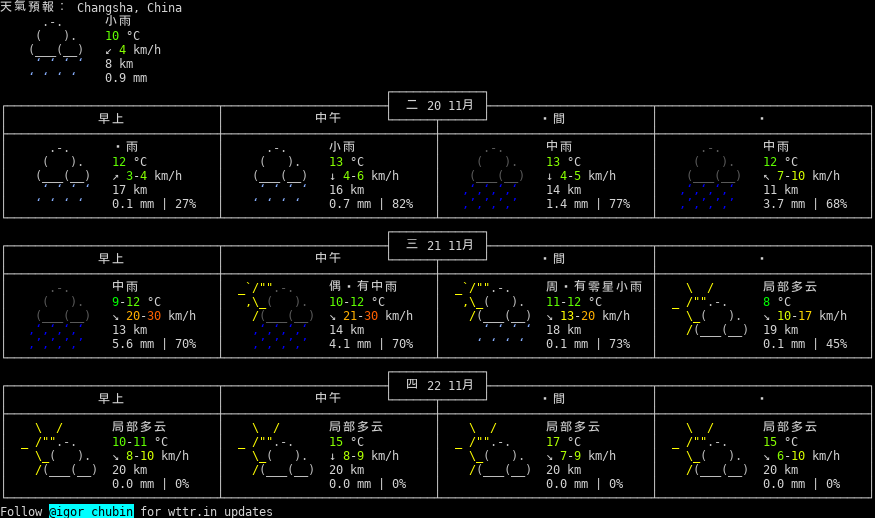 天氣預報： Changsha, China
小雨
10 °C
↙ 4 km/h
8 km
0.9 mm
二 20 11月
早上 中午 ・間 ・
・雨 小雨 中雨 中雨
12 °C 13 °C 13 °C 12 °C
↗ 3-4 km/h ↓ 4-6 km/h ↓ 4-5 km/h ↖ 7-10 km/h
17 km 16 km 14 km 11 km
0.1 mm | 27% 0.7 mm | 82% 1.4 mm | 77% 3.7 mm | 68%
三 21 11月
早上 中午 ・間 ・
中雨 偶・有中雨 周・有零星小雨 局部多云
9-12 °C 10-12 °C 11-12 °C 8 °C
↘ 20-30 km/h ↘ 21-30 km/h ↘ 13-20 km/h ↘ 10-17 km/h
13 km 14 km 18 km 19 km
5.6 mm | 70% 4.1 mm | 70% 0.1 mm | 73% 0.1 mm | 45%
四 22 11月
早上 中午 ・間 ・
局部多云 局部多云 局部多云 局部多云
10-11 °C 15 °C 17 °C 15 °C
↘ 8-10 km/h ↓ 8-9 km/h ↘ 7-9 km/h ↘ 6-10 km/h
20 km 20 km 20 km 20 km
0.0 mm | 0% 0.0 mm | 0% 0.0 mm | 0% 0.0 mm | 0%
Follow @igor_chubin for wttr.in updates